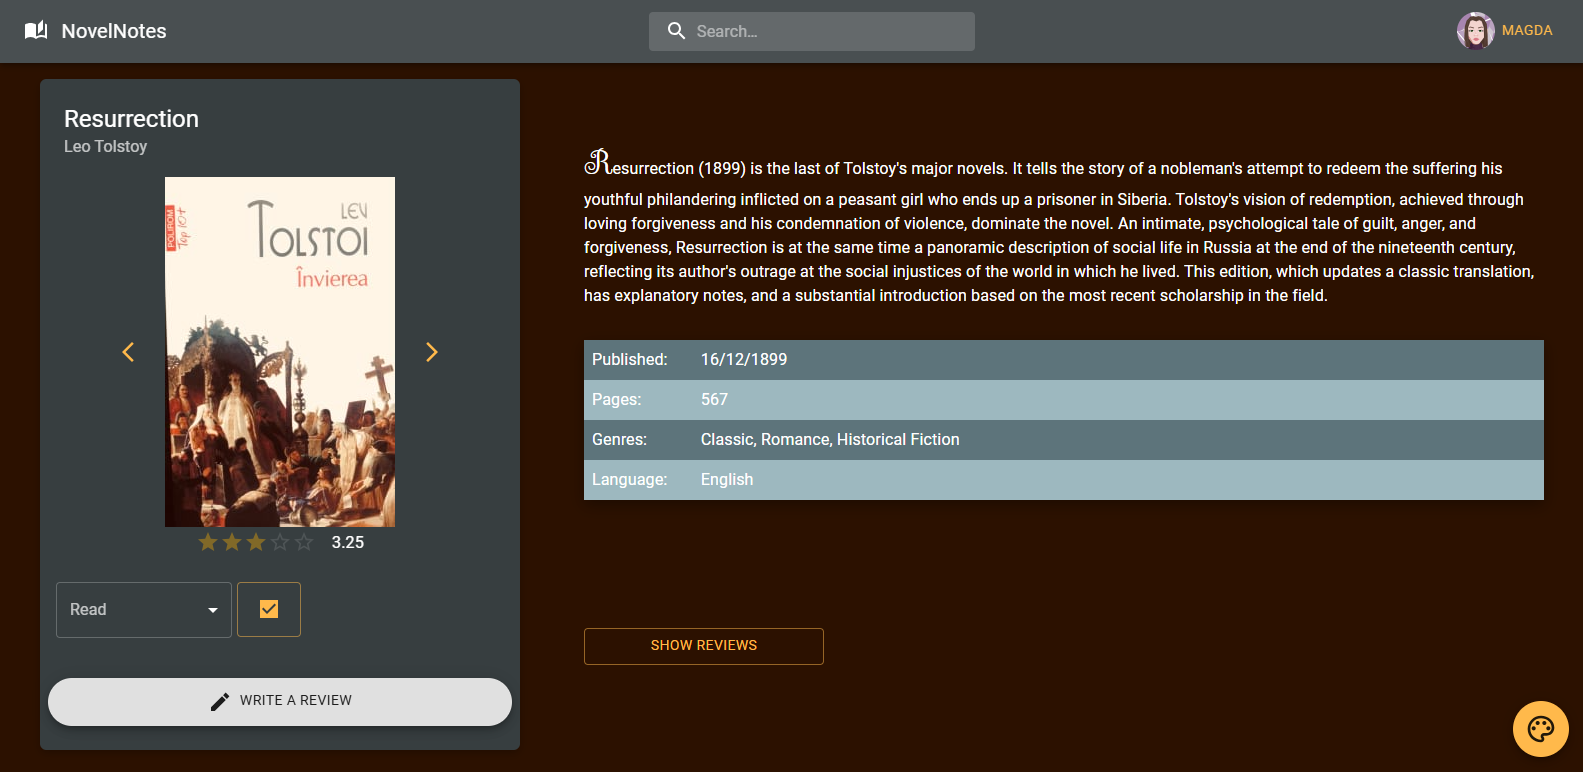 NovelNotes
Search...
MAGDA
Resurrection
Leo Tolstoy
POLIROM
Top 10+
LEV
TOLSTOI
Învierea
3.25
Read
WRITE A REVIEW
Resurrection (1899) is the last of Tolstoy's major novels. It tells the story of a nobleman's attempt to redeem the suffering his
youthful philandering inflicted on a peasant girl who ends up a prisoner in Siberia. Tolstoy's vision of redemption, achieved through
loving forgiveness and his condemnation of violence, dominate the novel. An intimate, psychological tale of guilt, anger, and
forgiveness, Resurrection is at the same time a panoramic description of social life in Russia at the end of the nineteenth century,
reflecting its author's outrage at the social injustices of the world in which he lived. This edition, which updates a classic translation,
has explanatory notes, and a substantial introduction based on the most recent scholarship in the field.
Published: 16/12/1899
Pages: 567
Genres: Classic, Romance, Historical Fiction
Language: English
SHOW REVIEWS